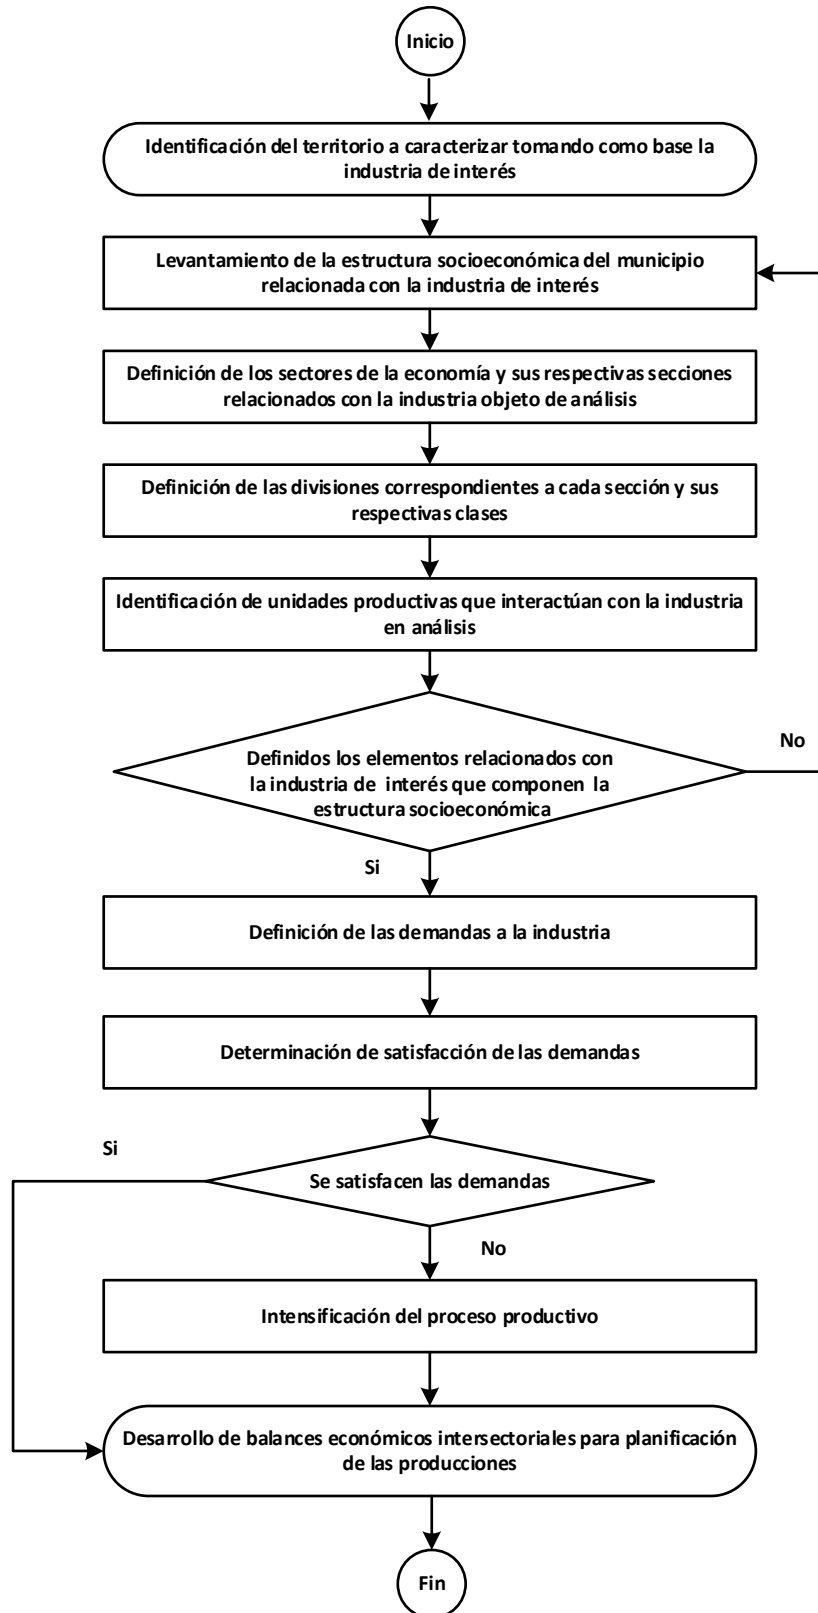 Inicio
Identificación del territorio a caracterizar tomando como base la
industria de interés
Levantamiento de la estructura socioeconómica del municipio
relacionada con la industria de interés
Definición de los sectores de la economía y sus respectivas secciones
relacionados con la industria objeto de análisis
Definición de las divisiones correspondientes a cada sección y sus
respectivas clases
Identificación de unidades productivas que interactúan con la industria
en análisis
No
Definidos los elementos relacionados con
la industria de interés que componen la
estructura socioeconómica
Si
Definición de las demandas a la industria
Determinación de satisfacción de las demandas
Si
Se satisfacen las demandas
No
Intensificación del proceso productivo
Desarrollo de balances económicos intersectoriales para planificación
de las producciones
Fin